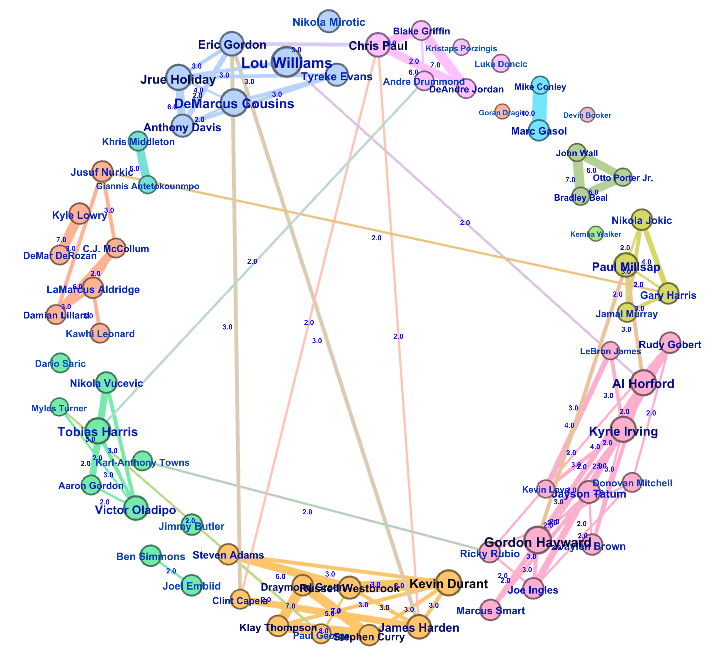 Nikola Mirotic
Blake Griffin
Eric Gordon
Chris Paul
Kristaps Porzingis
3.0
Lou Williams
2.0
7.0
Luka Doncic
3.0
Jrue Holiday
Tyreke Evans
3.0
Andre Drummond
DeAndre Jordan
Mike Conley
3.0
DeMarcus Cousins
Goran Dragic
Devin Booker
2.0
Anthony Davis
Marc Gasol
Khris Middleton
John Wall
6.0
Jusuf Nurkic
6.0
Otto Porter Jr.
7.0
Giannis Antetokounmpo
6.0
Bradley Beal
3.0
Kyle Lowry
2.0
Nikola Jokic
Kemba Walker
7.0
C.J. McCollum
2.0
DeMar DeRozan
2.0
4.0
Paul Millsap
6.0
LaMarcus Aldridge
2.0
2.0
Gary Harris
3.0
Damian Lillard
Jamal Murray
2.0
3.0
3.0
Kawhi Leonard
2.0
3.0
Rudy Gobert
LeBron James
Dario Saric
Nikola Vucevic
Al Horford
3.0
Myles Turner
3.0
2.0
2.0
4.0
Tobias Harris
Kyrie Irving
5.0
3.0
2.0
2.0
Karl-Anthony Towns
Aaron Gordon
3.0
Donovan Mitchell
Kevin Love
Jayson Tatum
2.0
Victor Oladipo
2.0
2.0
Jimmy Butler
Gordon Hayward
Jaylen Brown
Ben Simmons
Steven Adams
Ricky Rubio
2.0
3.0
Joel Embiid
6.0
3.0
Kevin Durant
2.0
Joe Ingles
Draymond Green
Russell Westbrook
Clint Capela
7.0
3.0
3.0
3.0
Marcus Smart
Klay Thompson
Paul George
Stephen Curry
James Harden